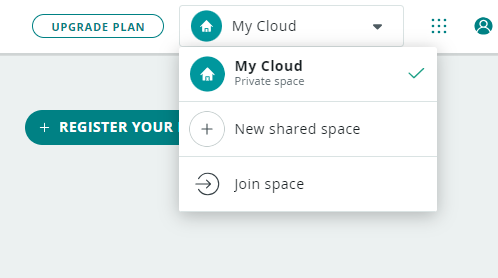 UPGRADE PLAN
My Cloud
My Cloud
Private space
REGISTER YOUR
New shared space
Join space